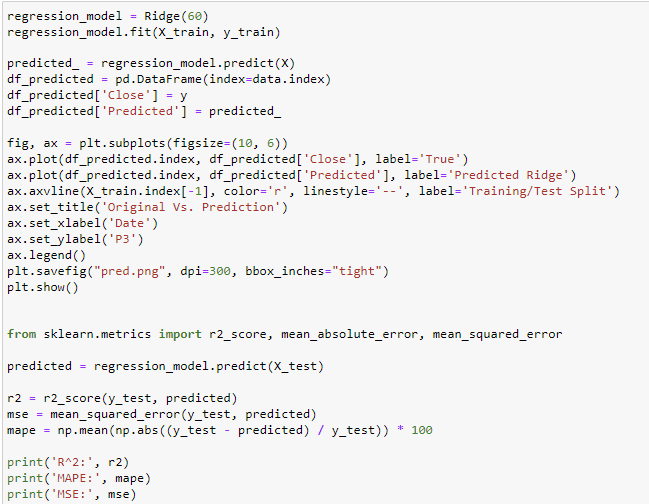 regression_model = Ridge(60)
regression_model.fit(X_train, y_train)
predicted_ = regression_model.predict(X)
df_predicted = pd.DataFrame(index=data.index)
df_predicted['Close'] = y
df_predicted['Predicted'] = predicted_
fig, ax = plt.subplots(figsize=(10, 6))
ax.plot(df_predicted.index, df_predicted['Close'], label='True')
ax.plot(df_predicted.index, df_predicted['Predicted'], label='Predicted Ridge')
ax.axvline(X_train.index[-1], color='r', linestyle='--', label='Training/Test Split')
ax.set_title('Original Vs. Prediction')
ax.set_xlabel('Date')
ax.set_ylabel('P3')
ax.legend()
plt.savefig("pred.png", dpi=300, bbox_inches="tight")
plt.show()
from sklearn.metrics import r2_score, mean_absolute_error, mean_squared_error
predicted = regression_model.predict(X_test)
r2 = r2_score(y_test, predicted)
mse = mean_squared_error(y_test, predicted)
mape = np.mean(np.abs((y_test - predicted) / y_test)) * 100
print('R^2:', r2)
print('MAPE:', mape)
print('MSE:', mse)